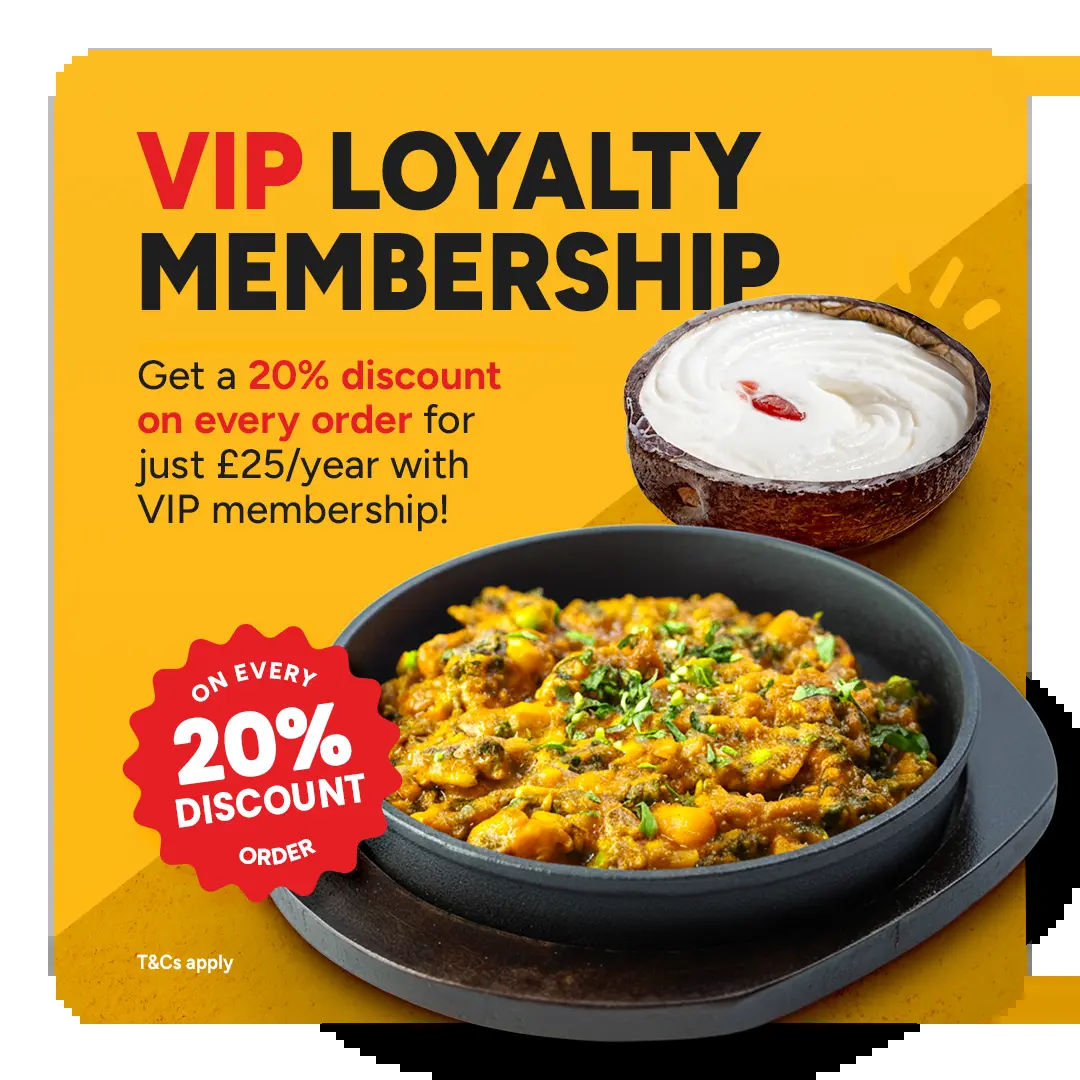 VIP LOYALTY
MEMBERSHIP
Get a 20% discount
on every order for
just £25/year with
VIP membership!
ON EVERY
20%
DISCOUNT
ORDER
T&Cs apply